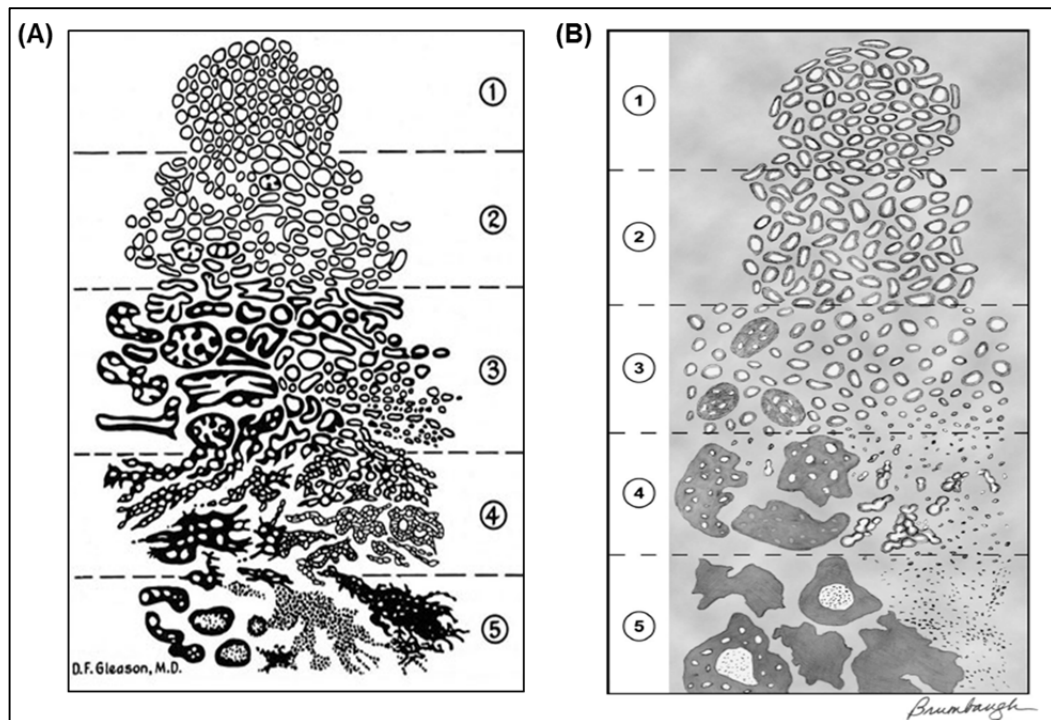 (A)
①
②
③
④
⑤
D.F. Gleason, M.D.
(B)
1
2
3
4
5
Brumbaugh